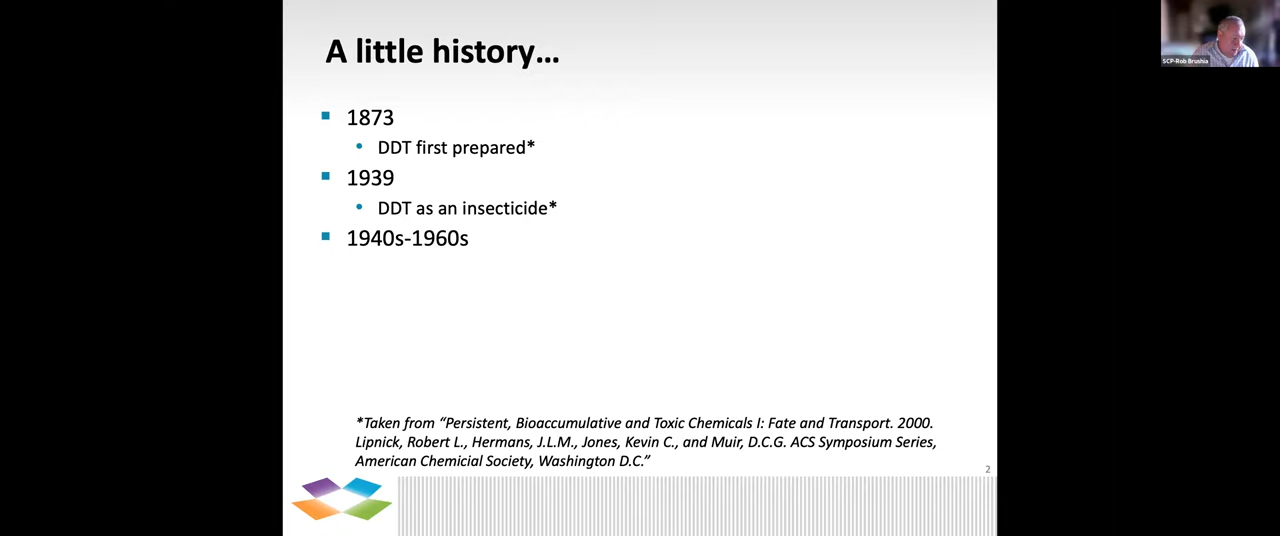 A little history...
1873
DDT first prepared*
1939
DDT as an insecticide*
1940s-1960s
*Taken from “Persistent, Bioaccumulative and Toxic Chemicals I: Fate and Transport. 2000.
Lipnick, Robert L., Hermans, J.L.M., Jones, Kevin C., and Muir, D.C.G. ACS Symposium Series,
American Chemicial Society, Washington D.C.”
2
SCP-Rob Brushia